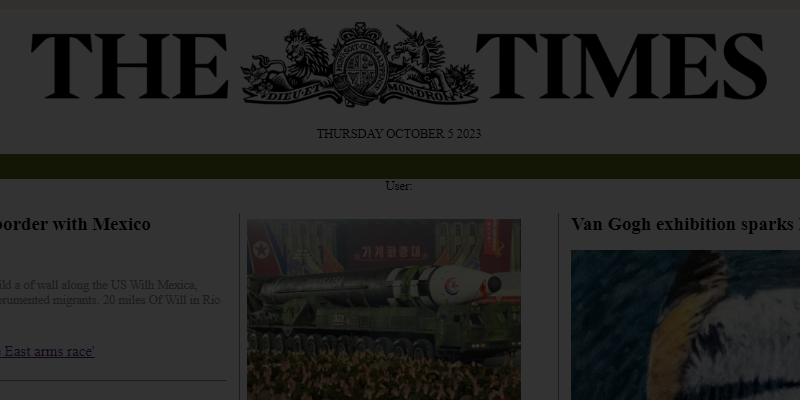 THE TIMES
DIEU·ET MON·DROIT
THURSDAY OCTOBER 5 2023
User:
border with Mexico
ild a of wall along the US Wilh Mexica,
orumented migrants. 20 miles Of Will in Rio
East arms race'
Van Gogh exhibition sparks